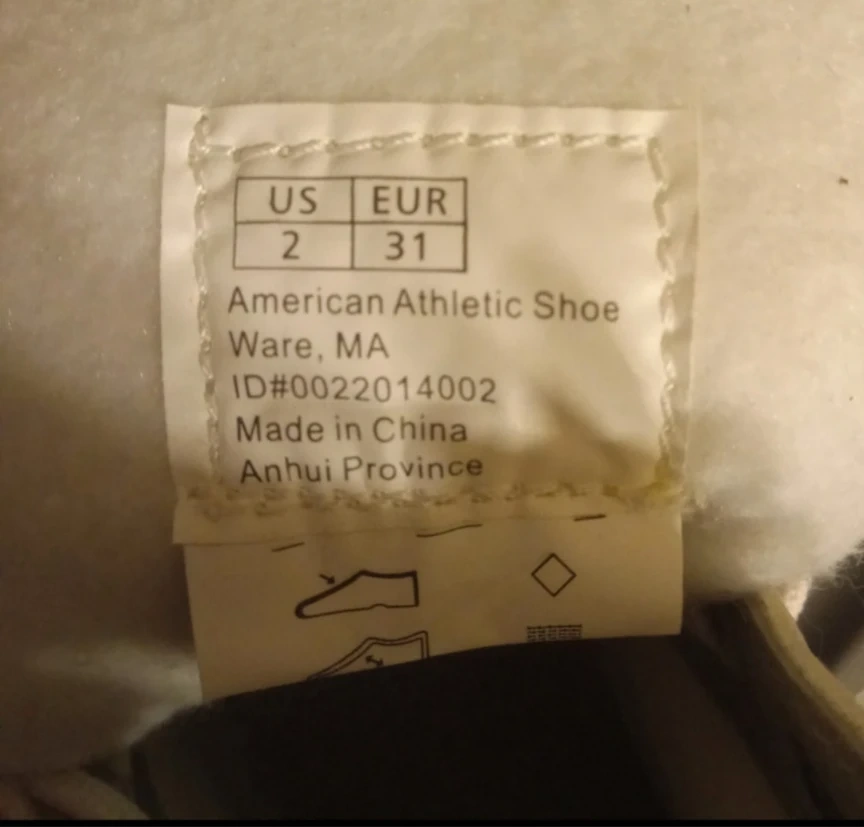 US EUR
2 31
American Athletic Shoe
Ware, MA
ID#0022014002
Made in China
Anhui Province